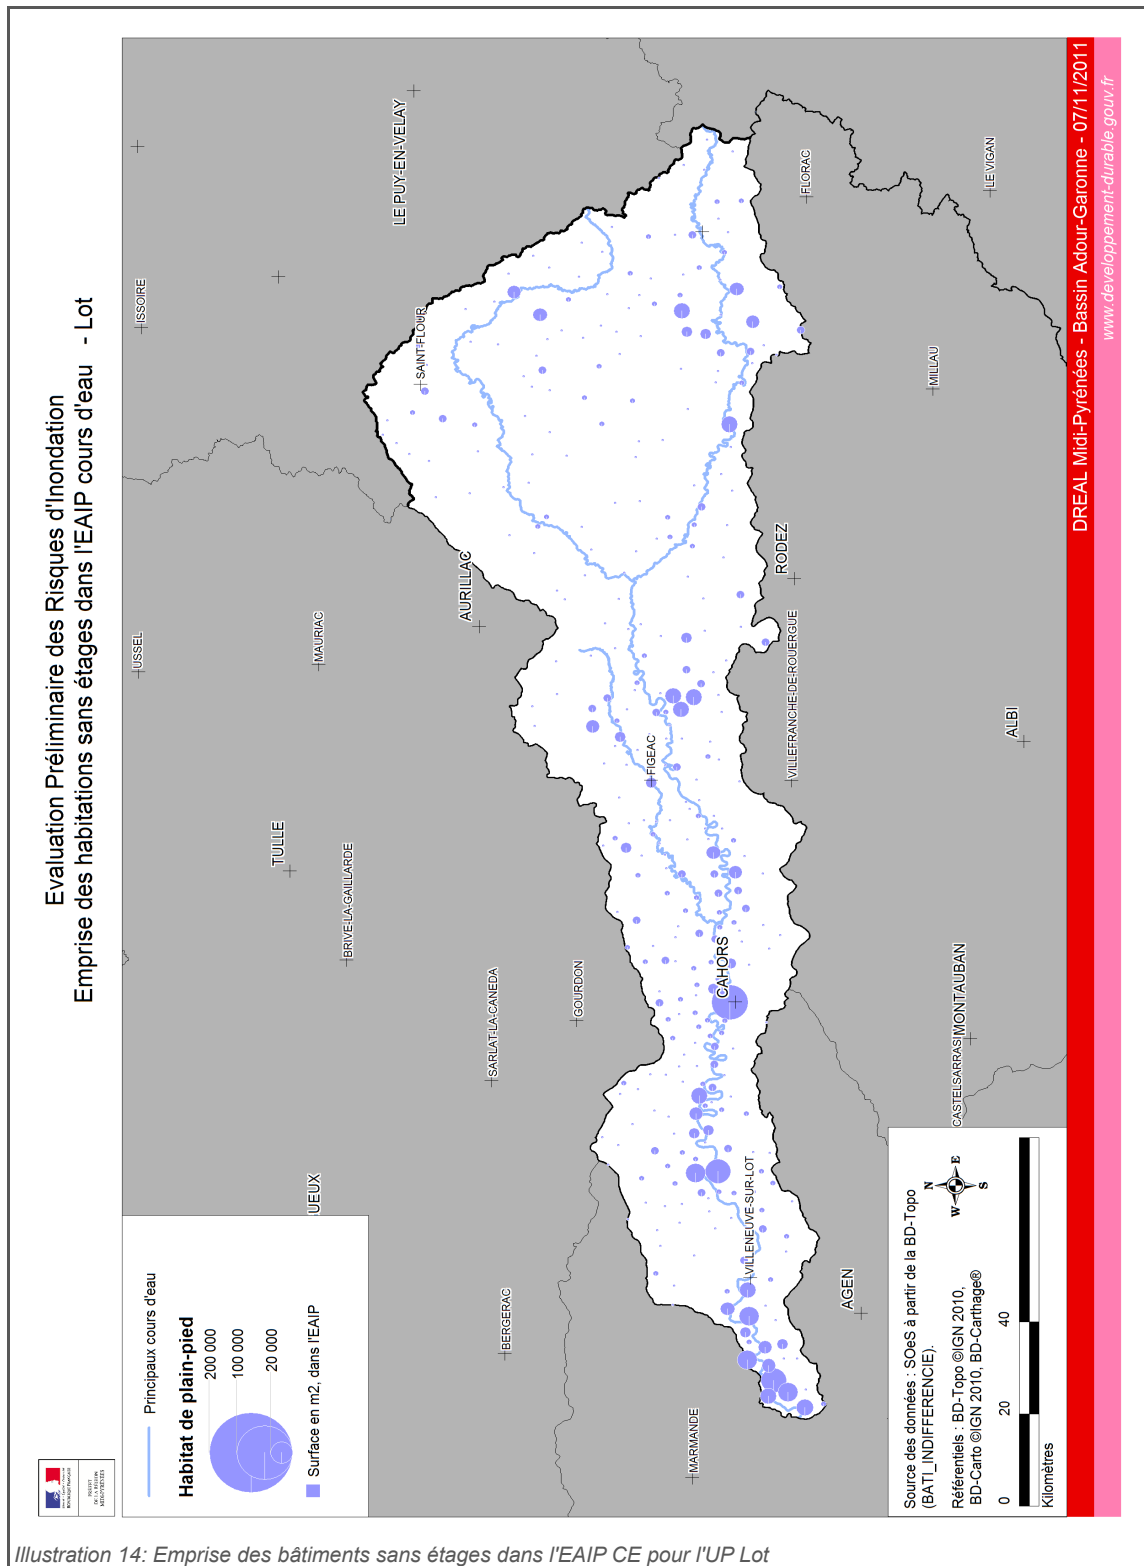 Evaluation Préliminaire des Risques d'Inondation
Emprise des habitations sans étages dans l'EAIP cours d'eau - Lot
Principaux cours d'eau
Habitat de plain-pied
200 000
100 000
20 000
Surface en m2, dans l'EAIP
USSEL
ISSOIRE
TULLE
MAURIAC
LE PUY-EN-VELAY
BRIVE-LA-GAILLARDE
SAINT-FLOUR
AURILLAC
UEUX
SARLAT-LA-CANEDA
BERGERAC
GOURDON
FIGEAC
MARMANDE
CAHORS
VILLENEUVE-SUR-LOT
RODEZ
FLORAC
VILLEFRANCHE-DE-ROUERGUE
AGEN
MILLAU
LE VIGAN
ALBI
CASTELSARRASI
MONTAUBAN
Source des données : SOeS à partir de la BD-Topo
(BATI_INDIFFERENCIE).
Référentiels : BD-Topo ©IGN 2010,
BD-Carto ©IGN 2010, BD-Carthage®
N
W E
S
0 20 40
Kilomètres
DREAL Midi-Pyrénées - Bassin Adour-Garonne - 07/11/2011
www.developpement-durable.gouv.fr
Illustration 14: Emprise des bâtiments sans étages dans l'EAIP CE pour l'UP Lot